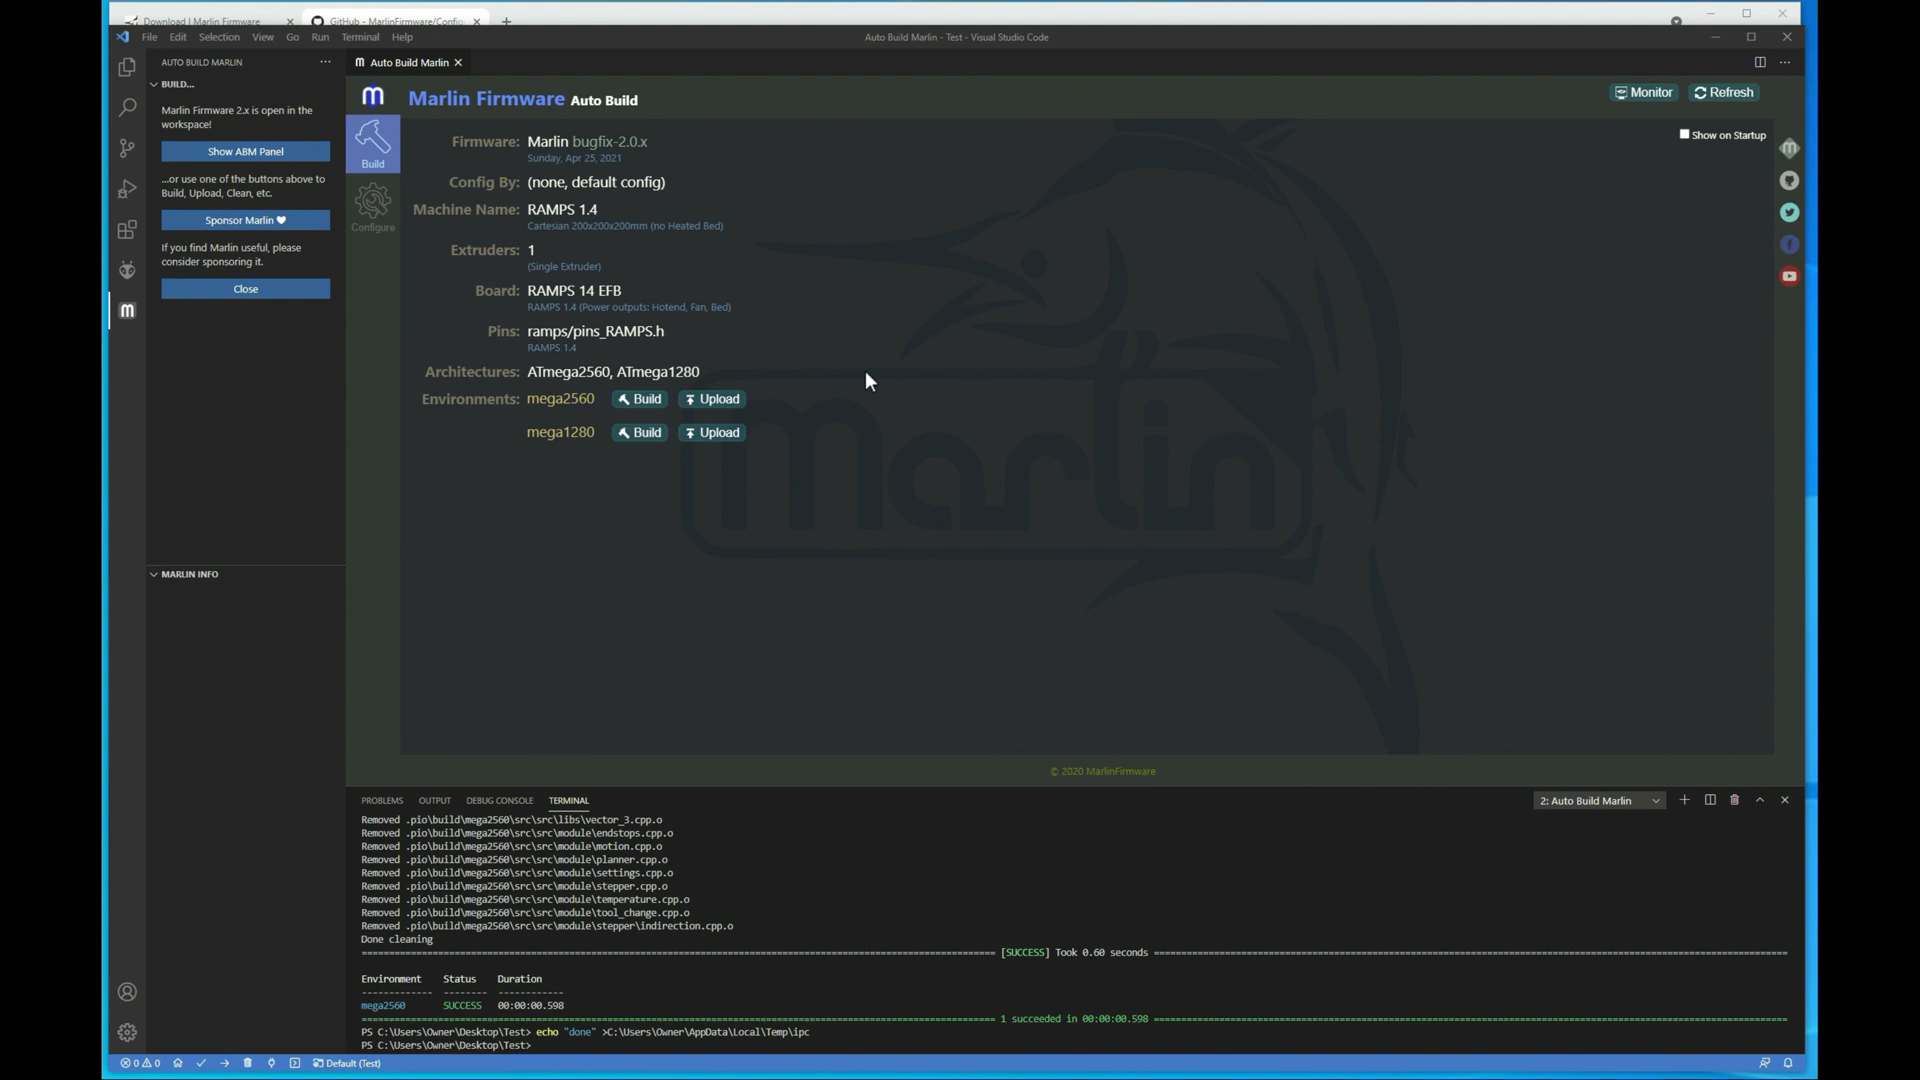 Download | Marlin Firmware
GitHub - MarlinFirmware/Config
File Edit Selection View Go Run Terminal Help
Auto Build Marlin - Test - Visual Studio Code
AUTO BUILD MARLIN
BUILD...
Marlin Firmware 2.x is open in the
workspace!
Show ABM Panel
...or use one of the buttons above to
Build, Upload, Clean, etc.
Sponsor Marlin
If you find Marlin useful, please
consider sponsoring it.
Close
MARLIN INFO
Auto Build Marlin
Marlin Firmware Auto Build
Monitor
Refresh
Show on Startup
Build
Configure
Firmware: Marlin bugfix-2.0.x
Sunday, Apr 25, 2021
Config By: (none, default config)
Machine Name: RAMPS 1.4
Cartesian 200x200x200mm (no Heated Bed)
Extruders: 1
(Single Extruder)
Board: RAMPS 14 EFB
RAMPS 1.4 (Power outputs: Hotend, Fan, Bed)
Pins: ramps/pins_RAMPS.h
RAMPS 1.4
Architectures: ATmega2560, ATmega1280
Environments: mega2560 Build Upload
mega1280 Build Upload
marlin
© 2020 MarlinFirmware
PROBLEMS OUTPUT DEBUG CONSOLE TERMINAL
2: Auto Build Marlin
Removed .pio\build\mega2560\src\src\libs\vector_3.cpp.o
Removed .pio\build\mega2560\src\src\module\endstops.cpp.o
Removed .pio\build\mega2560\src\src\module\motion.cpp.o
Removed .pio\build\mega2560\src\src\module\planner.cpp.o
Removed .pio\build\mega2560\src\src\module\settings.cpp.o
Removed .pio\build\mega2560\src\src\module\stepper.cpp.o
Removed .pio\build\mega2560\src\src\module\temperature.cpp.o
Removed .pio\build\mega2560\src\src\module\tool_change.cpp.o
Removed .pio\build\mega2560\src\src\module\stepper\indirection.cpp.o
Done cleaning
[SUCCESS] Took 0.60 seconds
Environment Status Duration
mega2560 SUCCESS 00:00:00.598
1 succeeded in 00:00:00.598
PS C:\Users\Owner\Desktop\Test> echo "done" >C:\Users\Owner\AppData\Local\Temp\ipc
PS C:\Users\Owner\Desktop\Test>
0 0 Default (Test)